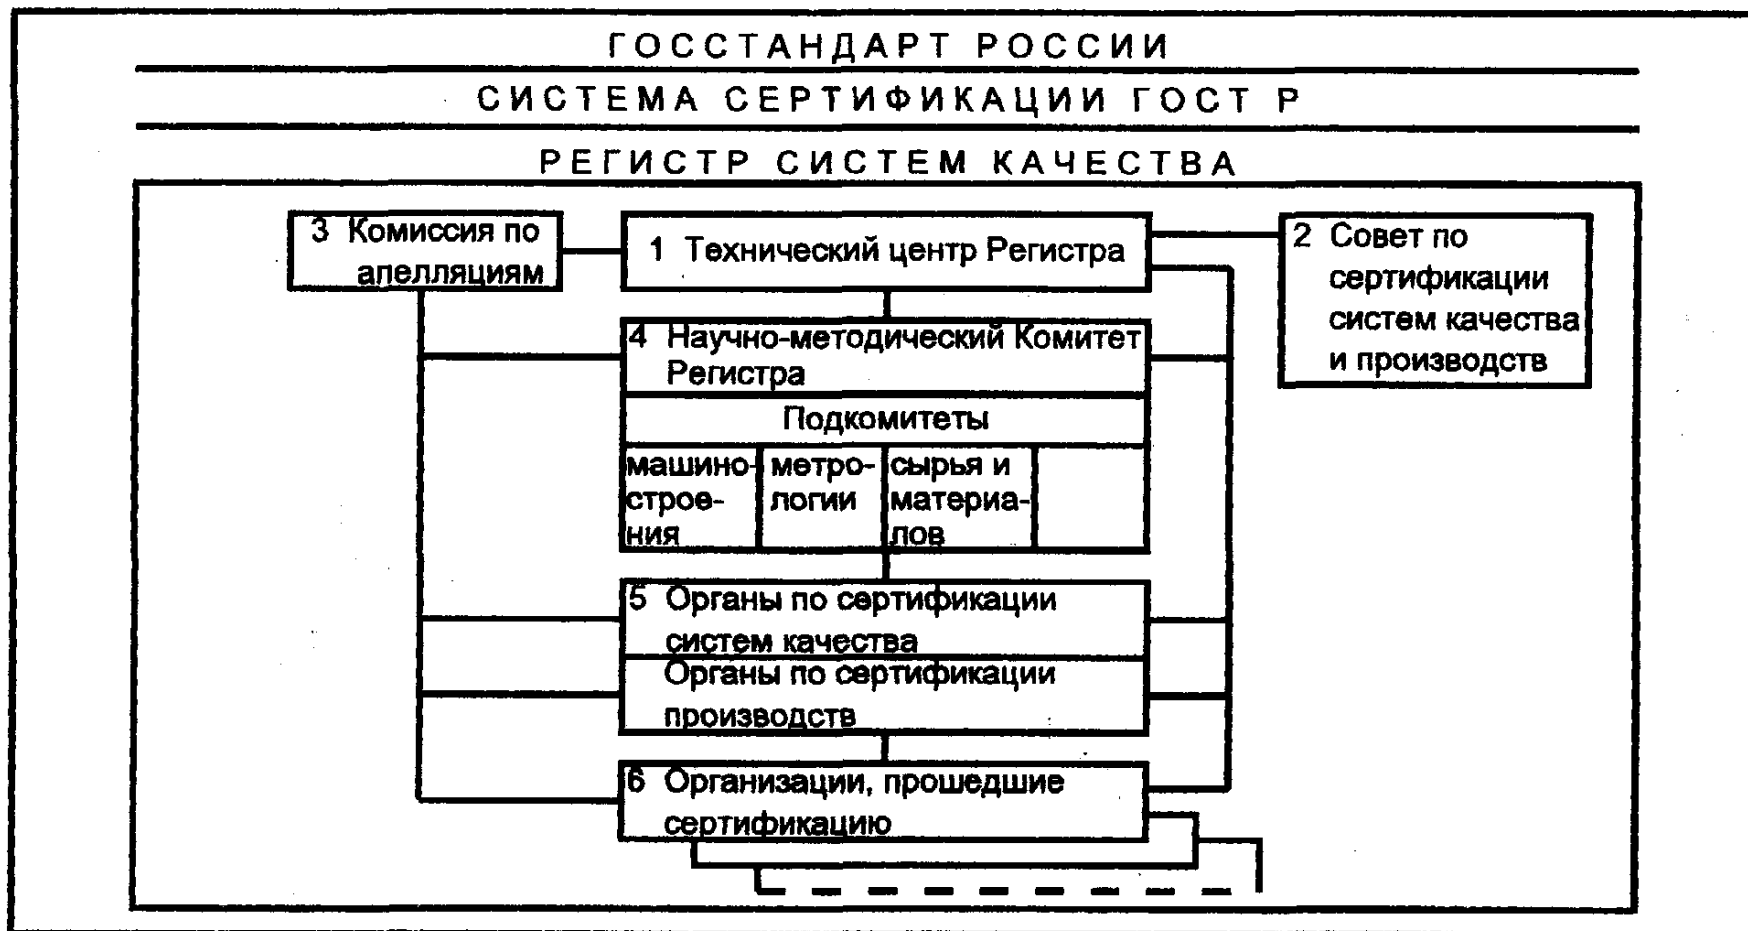 ГОССТАНДАРТ РОССИИ
СИСТЕМА СЕРТИФИКАЦИИ ГОСТ Р
РЕГИСТР СИСТЕМ КАЧЕСТВА
3 Комиссия по
апелляциям
1 Технический центр Регистра
2 Совет по
сертификации
систем качества
и производств
4 Научно-методический Комитет
Регистра
Подкомитеты
машино-
строе-
ния
метро-
логии
сырья и
материа-
лов
5 Органы по сертификации
систем качества
Органы по сертификации
производств
6 Организации, прошедшие
сертификацию